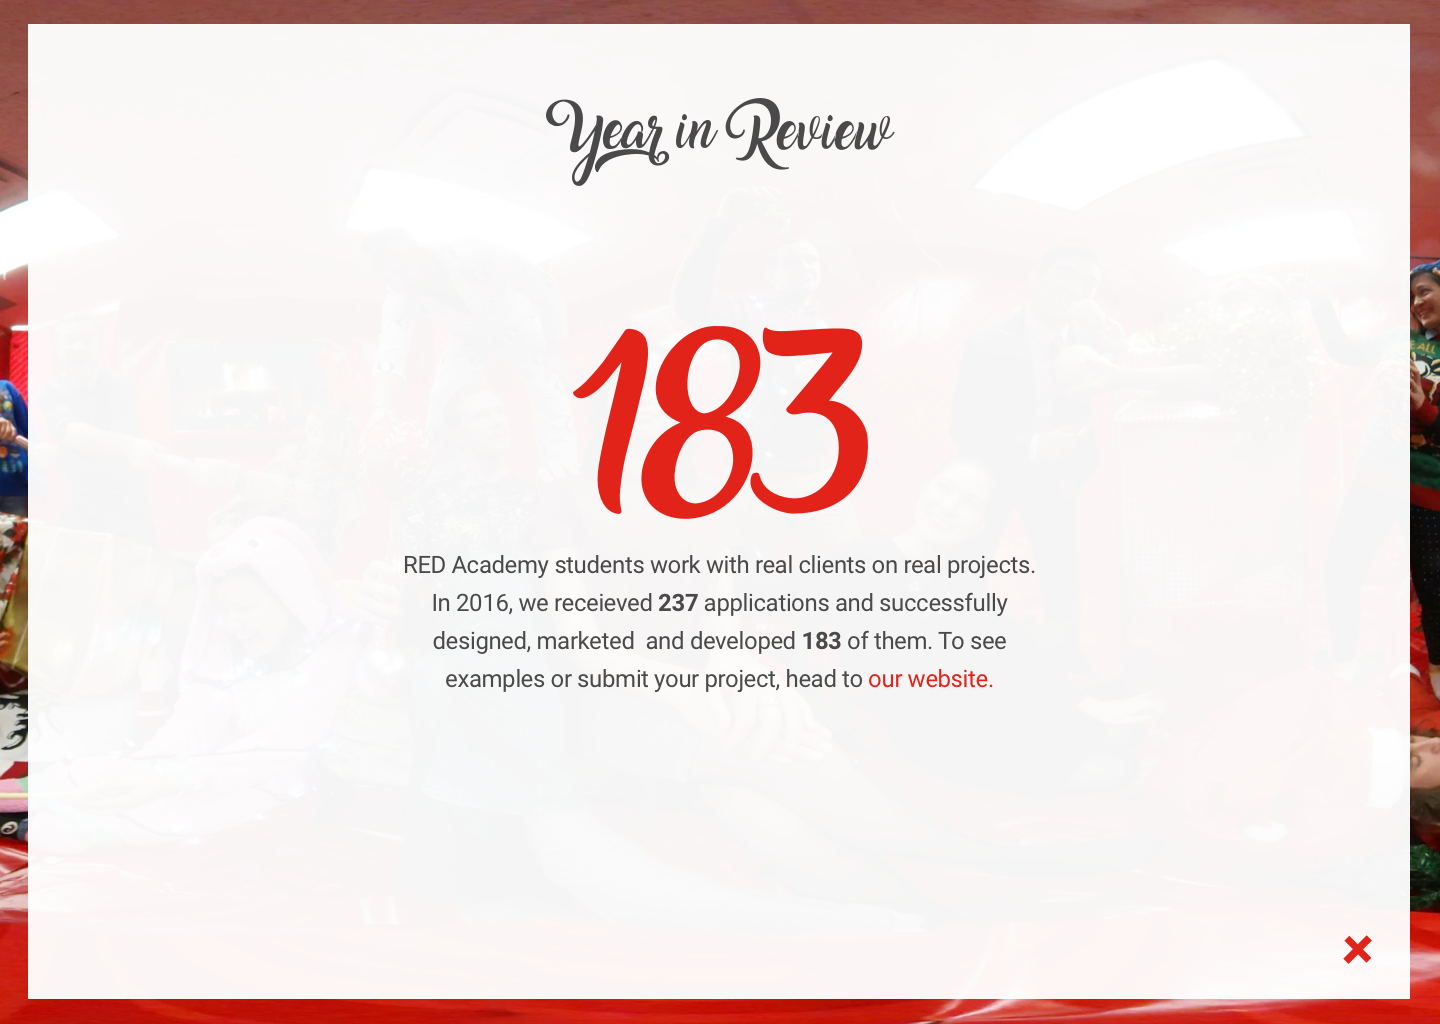 Year in Review
183
RED Academy students work with real clients on real projects.
In 2016, we receieved 237 applications and successfully
designed, marketed  and developed 183 of them. To see
examples or submit your project, head to our website.